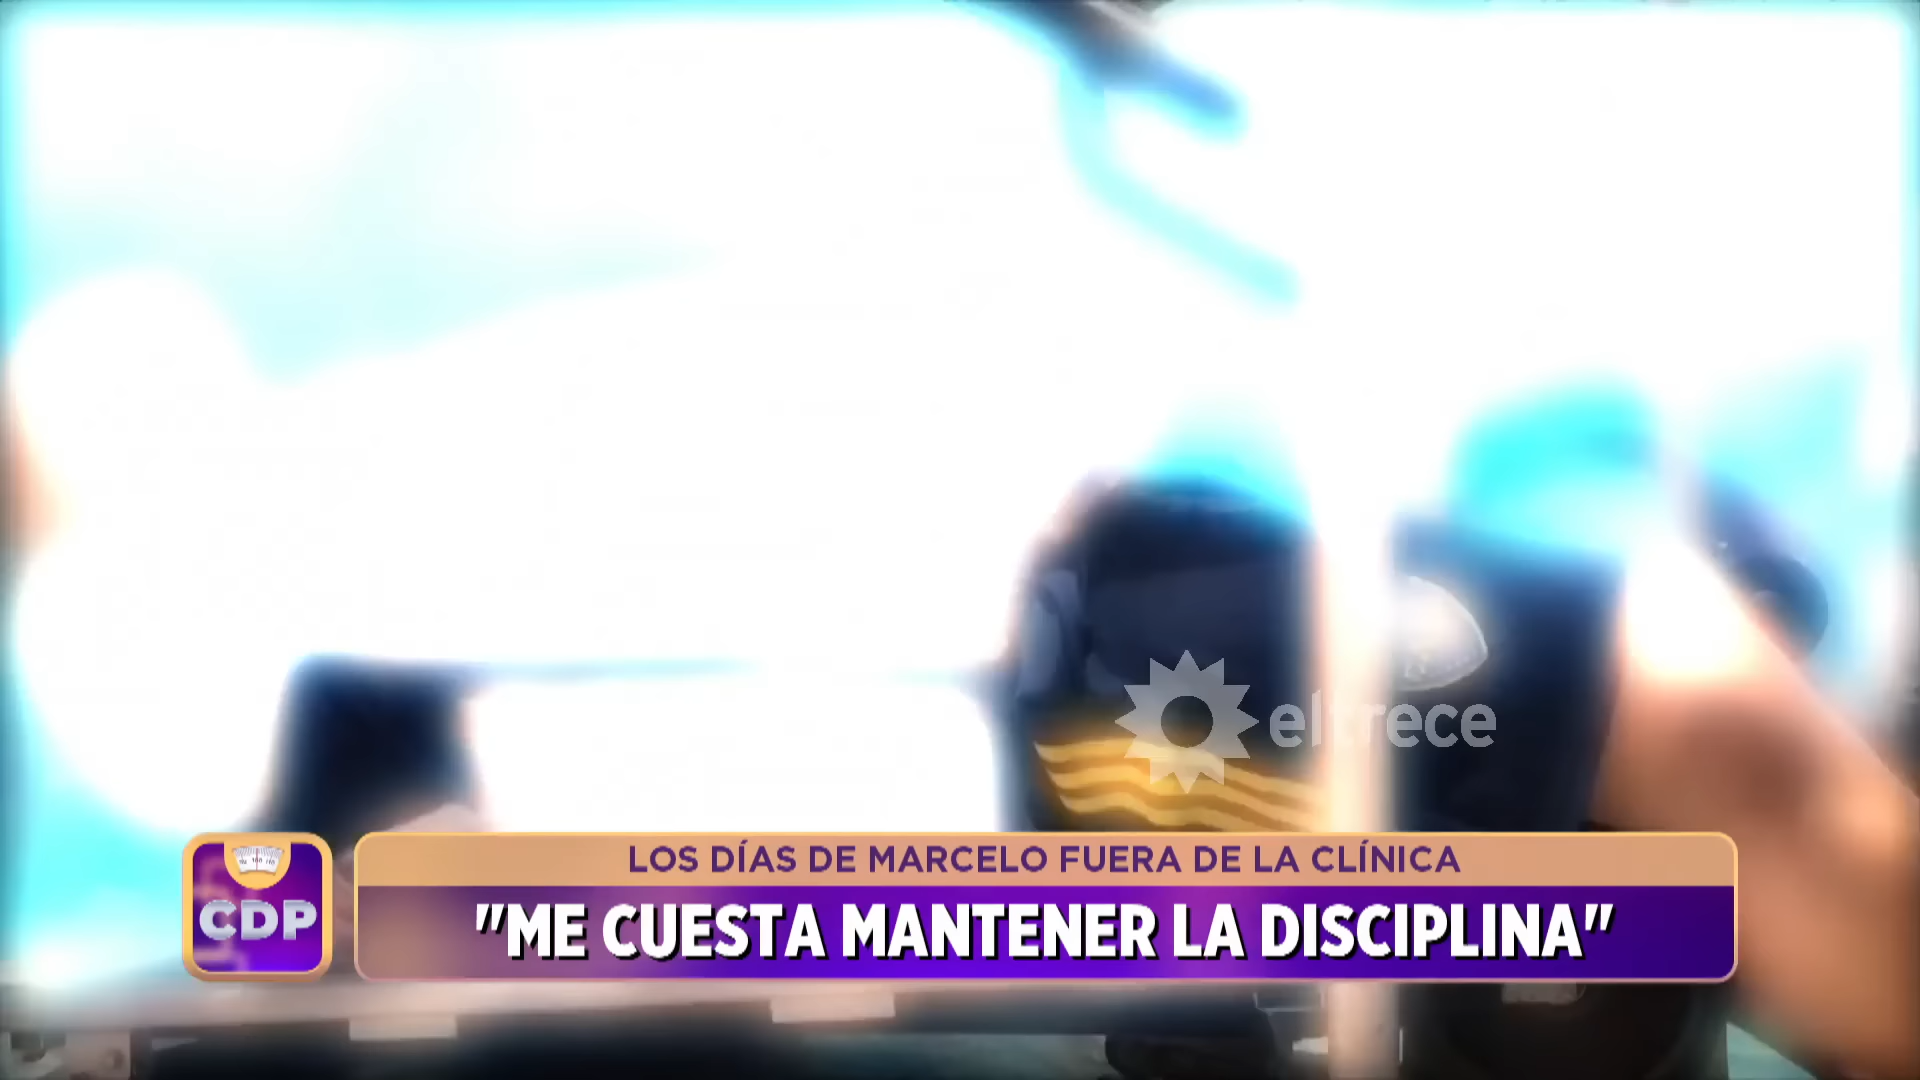 eltrece
LOS DÍAS DE MARCELO FUERA DE LA CLÍNICA
CDP
"ME CUESTA MANTENER LA DISCIPLINA"